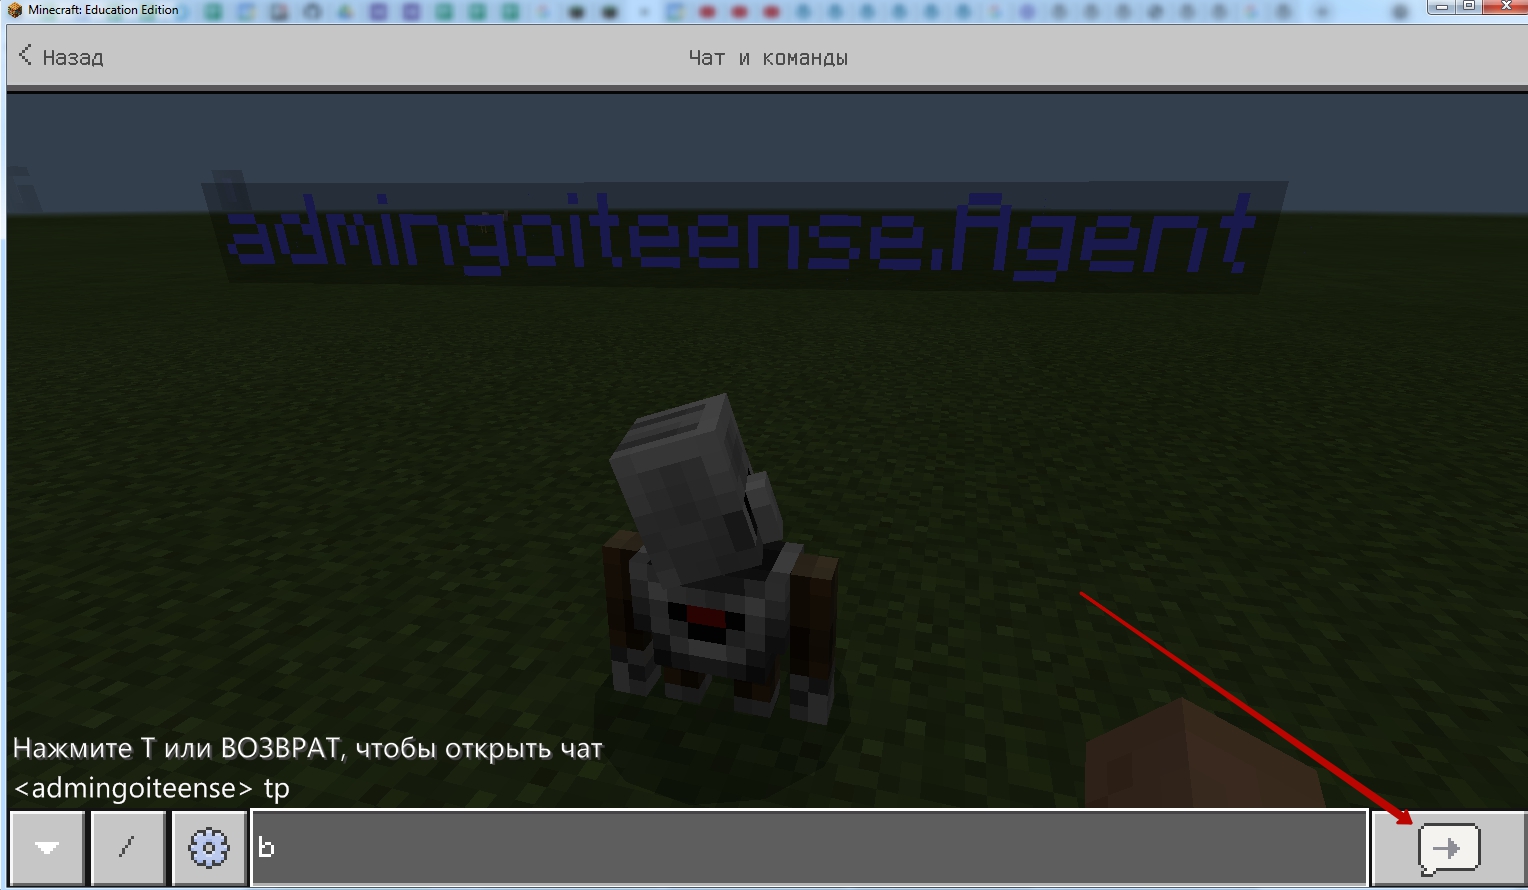 Minecraft: Education Edition
Назад
Чат и команды
admingoiteense.Agent
Нажмите T или ВОЗВРАТ, чтобы открыть чат
<admingoiteense> tp
/
b